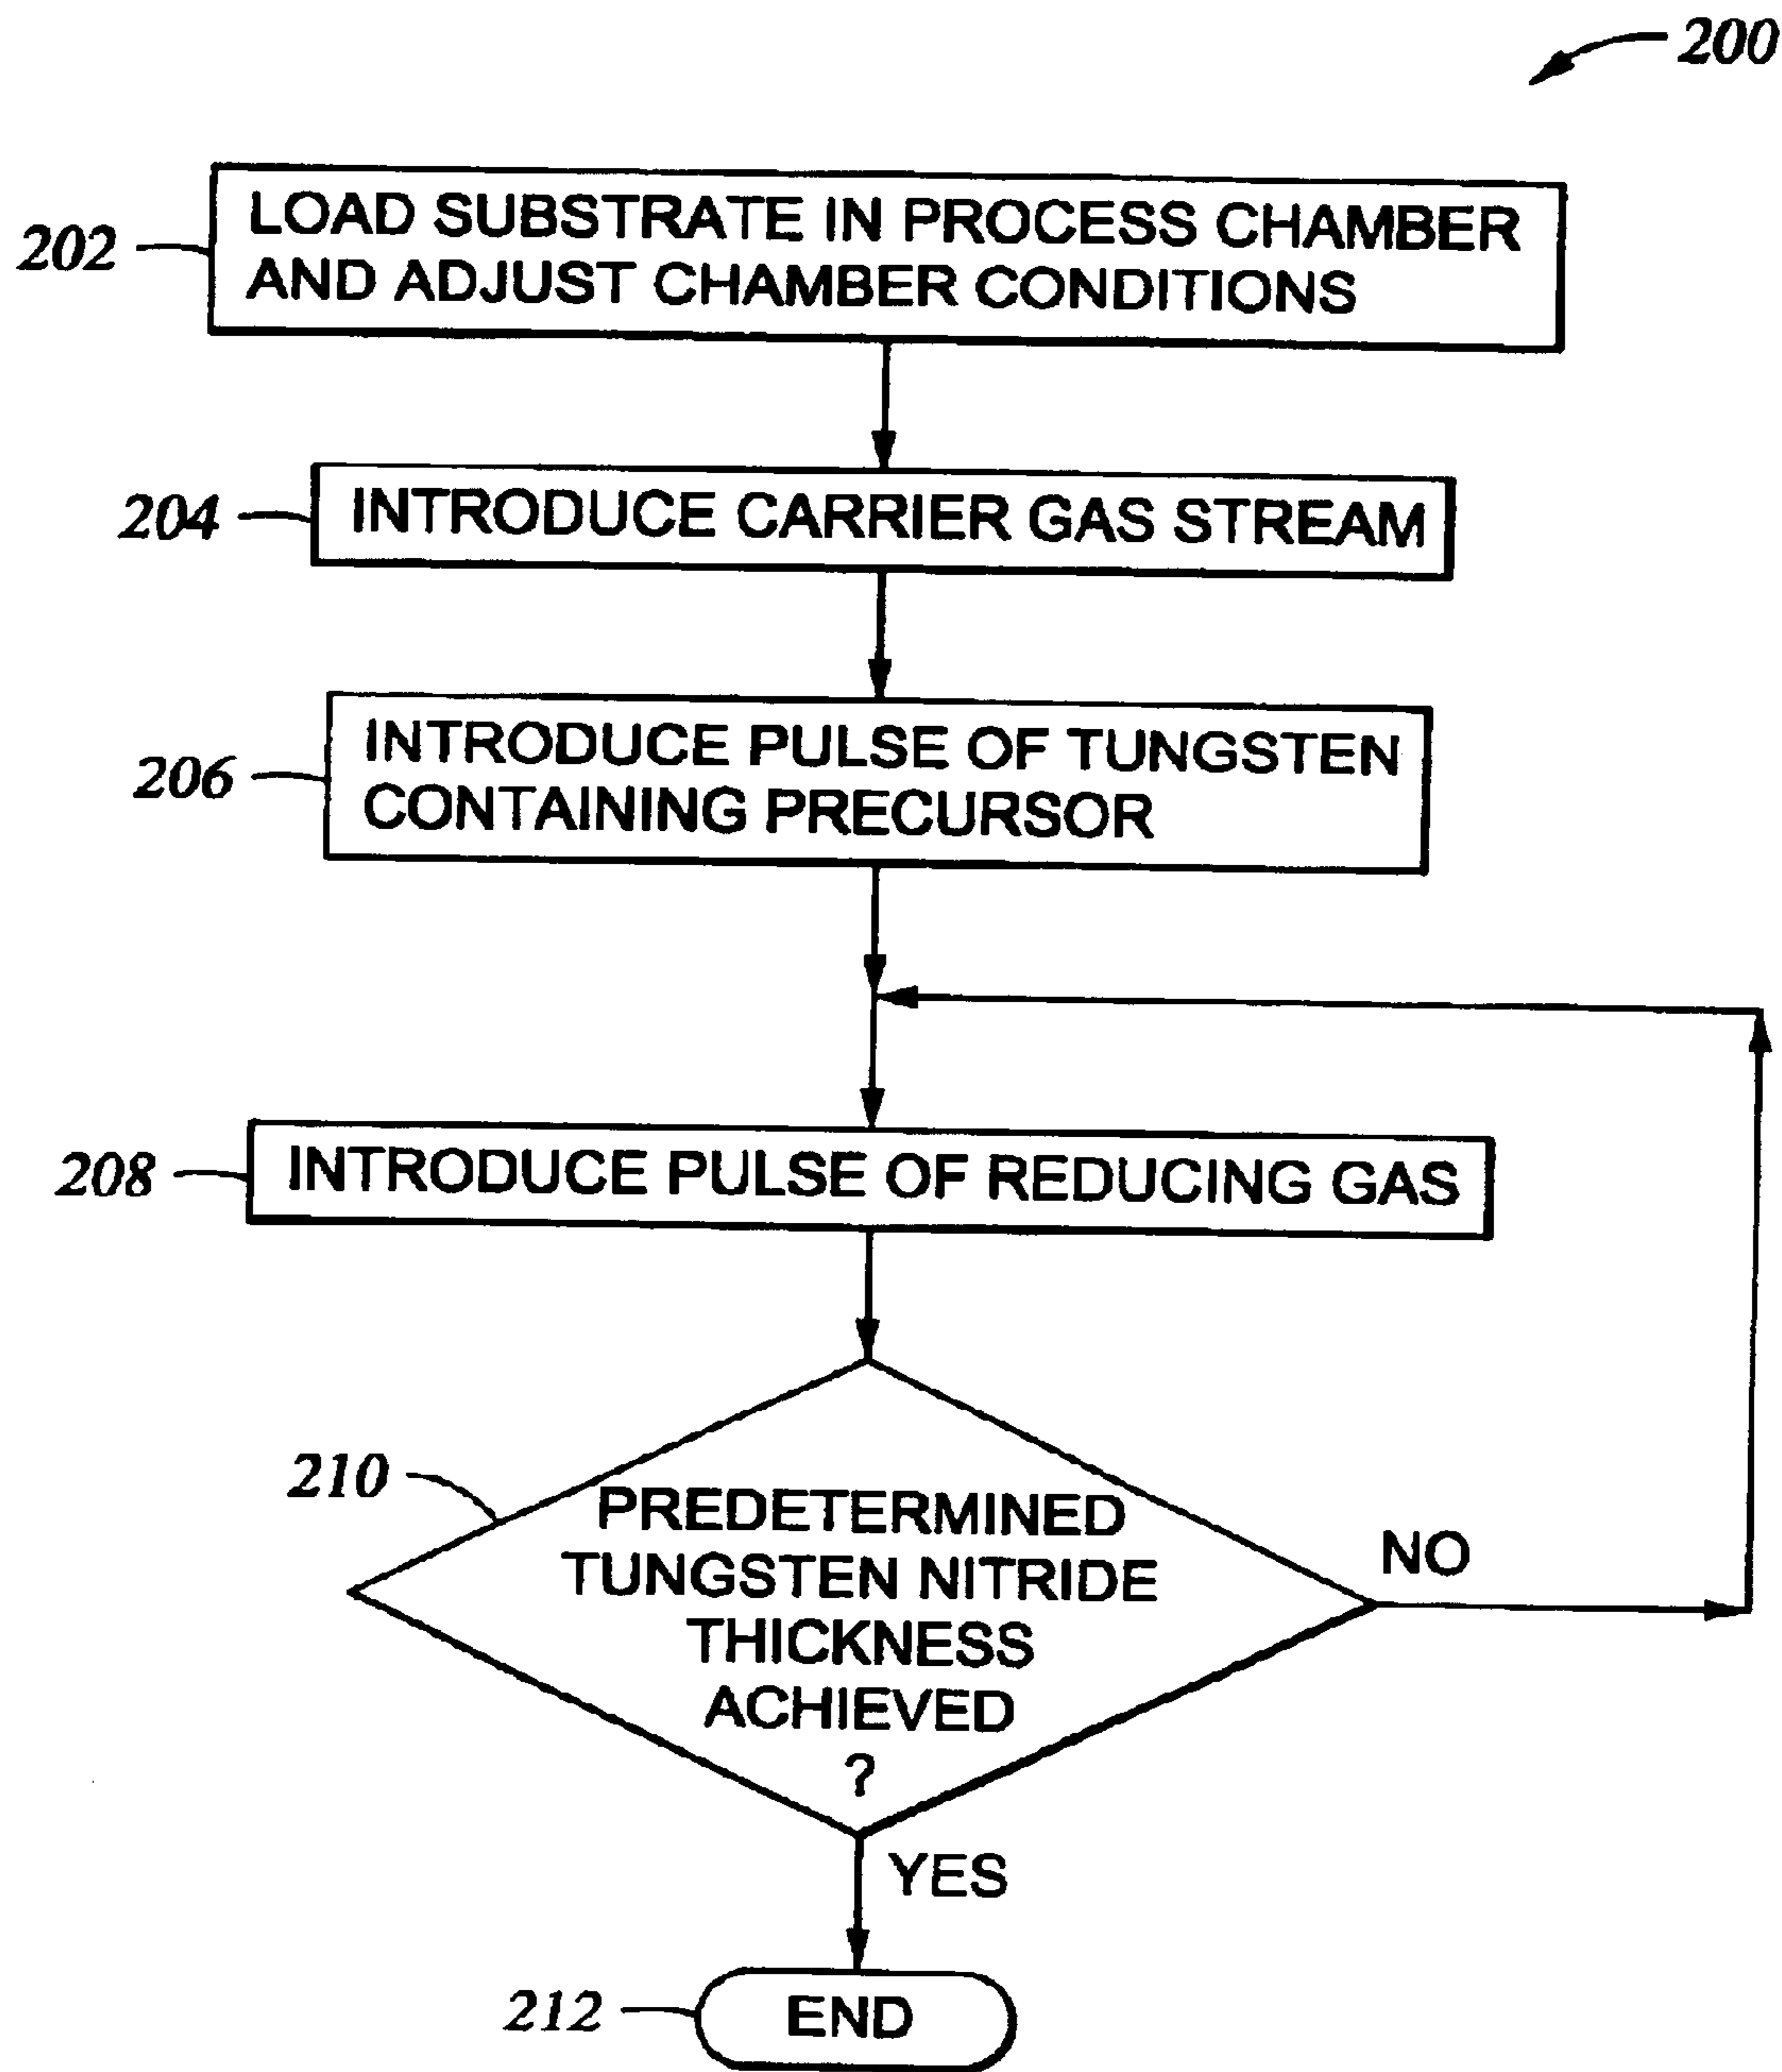 200
202
LOAD SUBSTRATE IN PROCESS CHAMBER
AND ADJUST CHAMBER CONDITIONS
204
INTRODUCE CARRIER GAS STREAM
206
INTRODUCE PULSE OF TUNGSTEN
CONTAINING PRECURSOR
208
INTRODUCE PULSE OF REDUCING GAS
210
PREDETERMINED
TUNGSTEN NITRIDE
THICKNESS
ACHIEVED
?
NO
YES
212
END